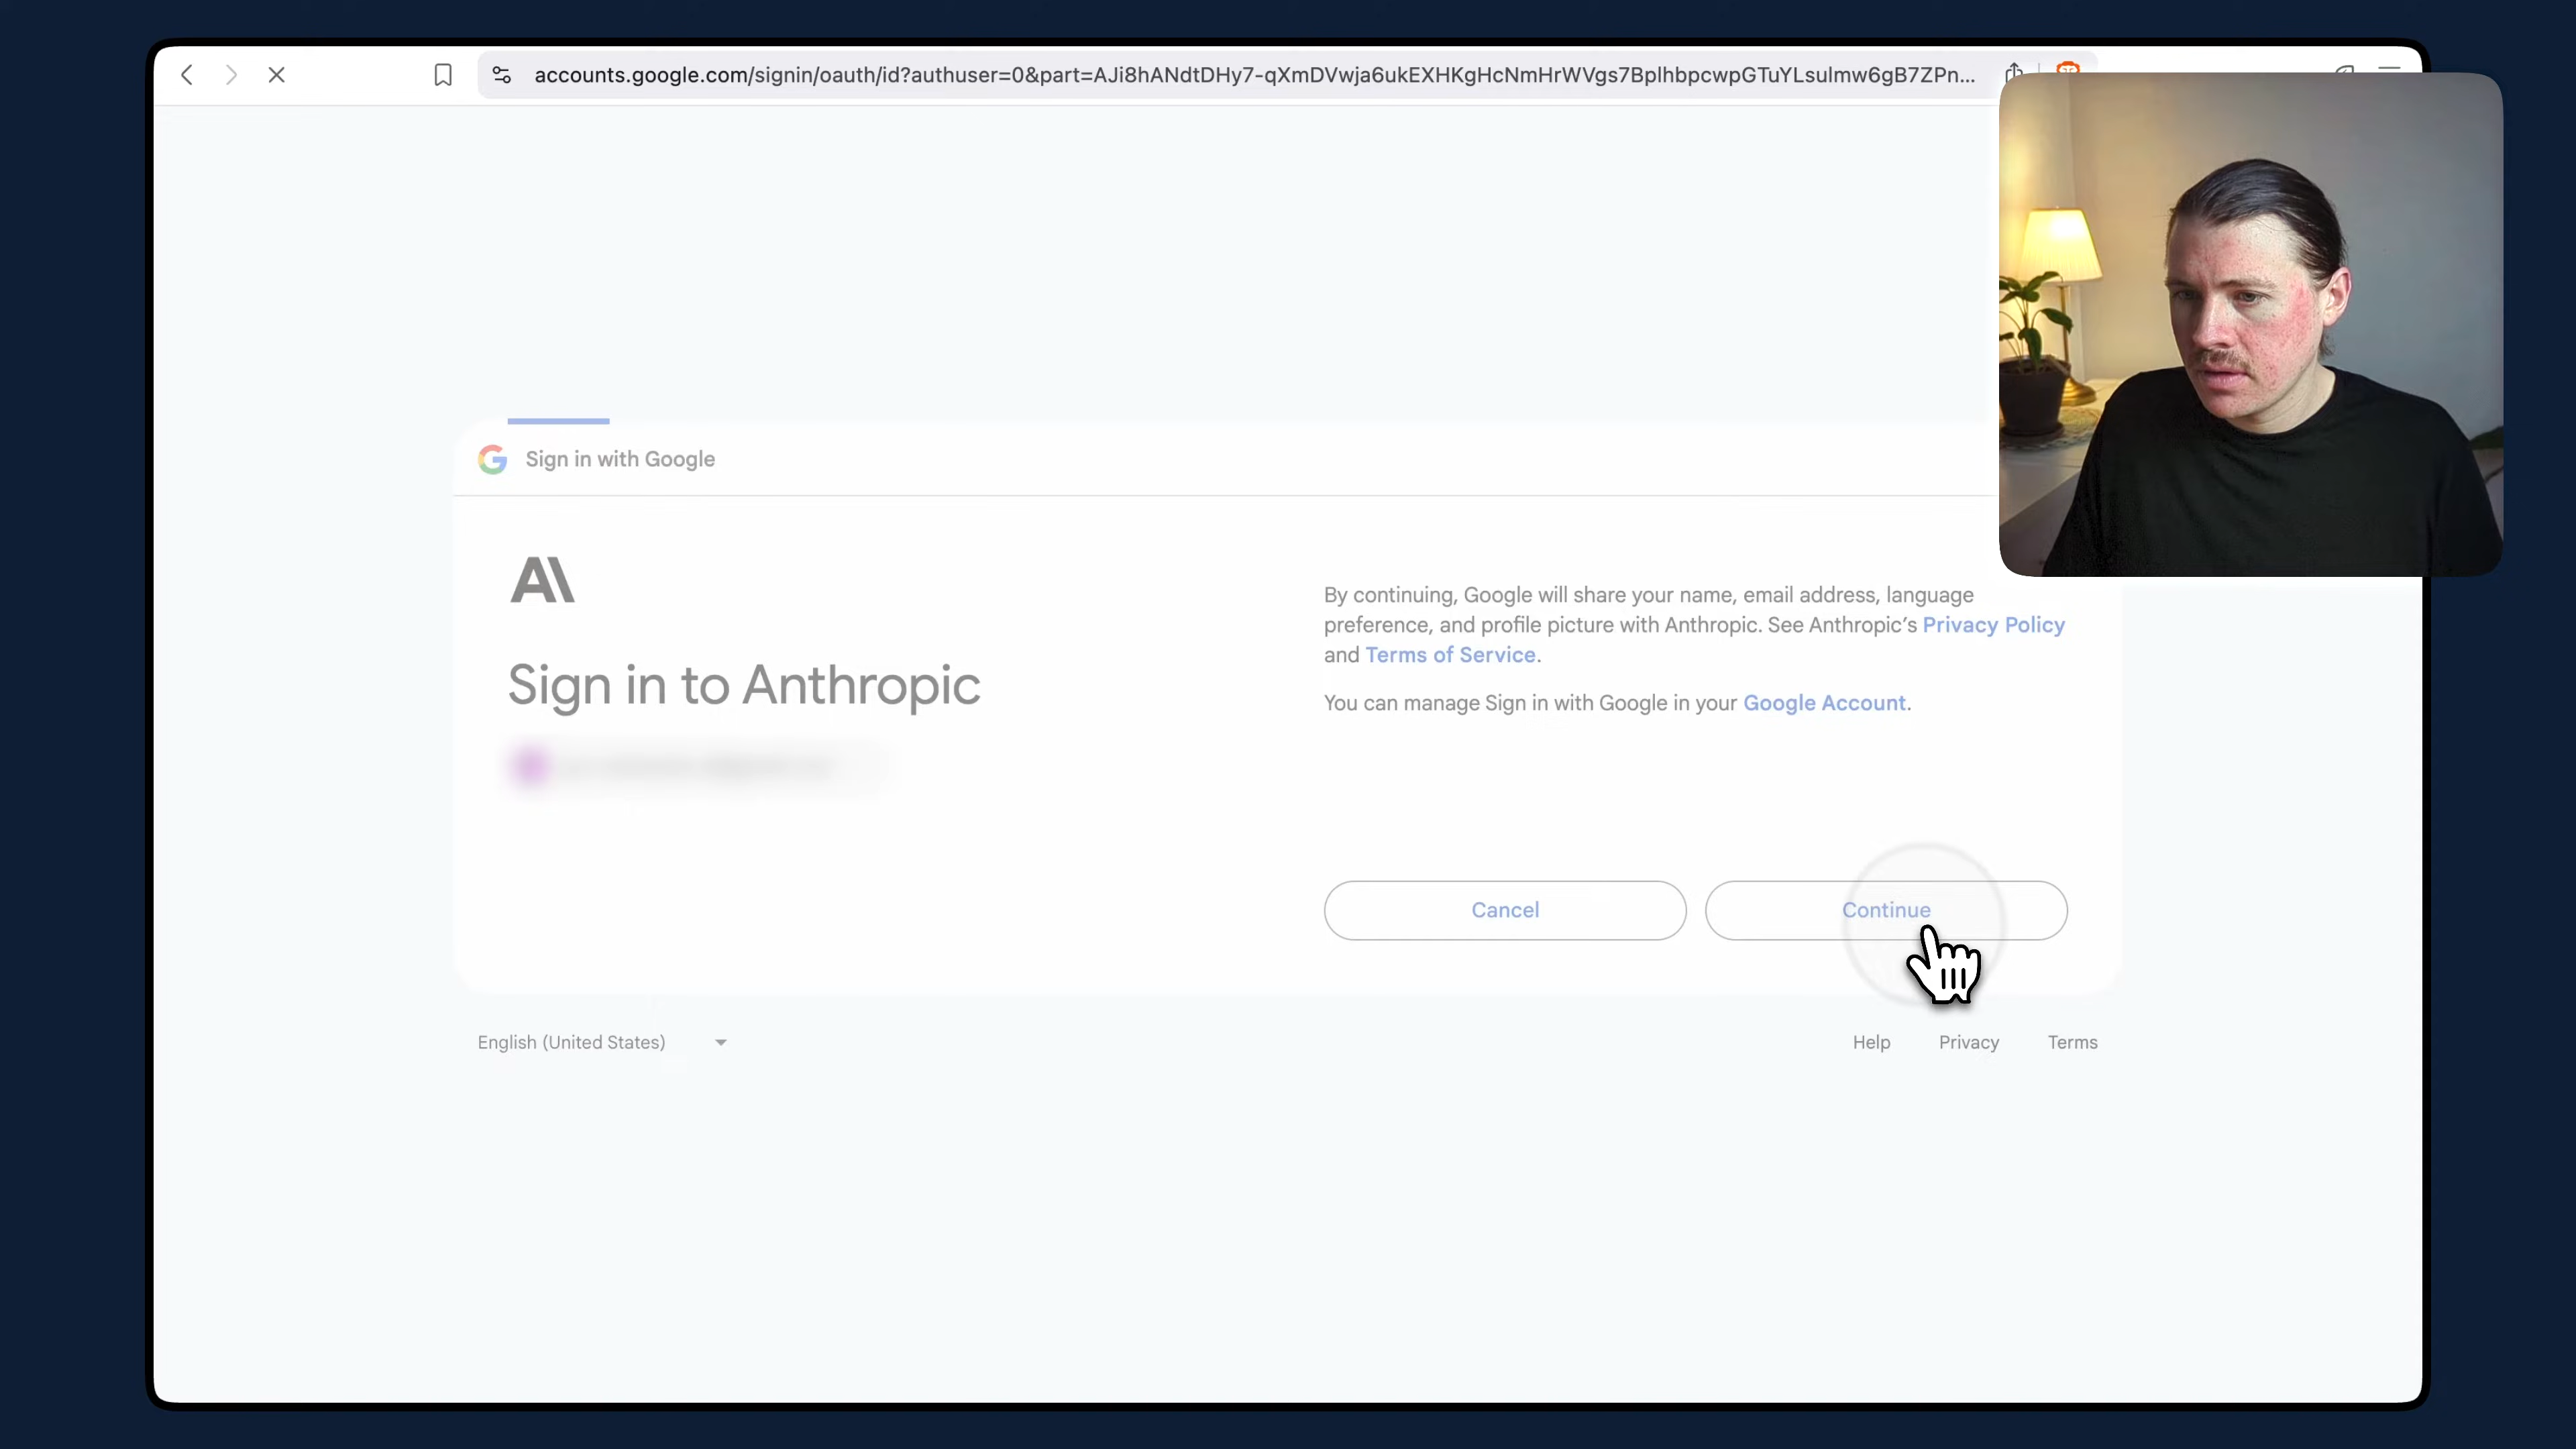 accounts.google.com/signin/oauth/id?authuser=0&part=AJi8hANdtDHy7-qXmDVwja6ukEXHKgHcNmHrWVgs7BplhbpcwpGTuYLsulmw6gB7ZPn...
Sign in with Google
Sign in to Anthropic
By continuing, Google will share your name, email address, language
preference, and profile picture with Anthropic. See Anthropic’s Privacy Policy
and Terms of Service.
You can manage Sign in with Google in your Google Account.
Cancel
Continue
English (United States)
Help
Privacy
Terms